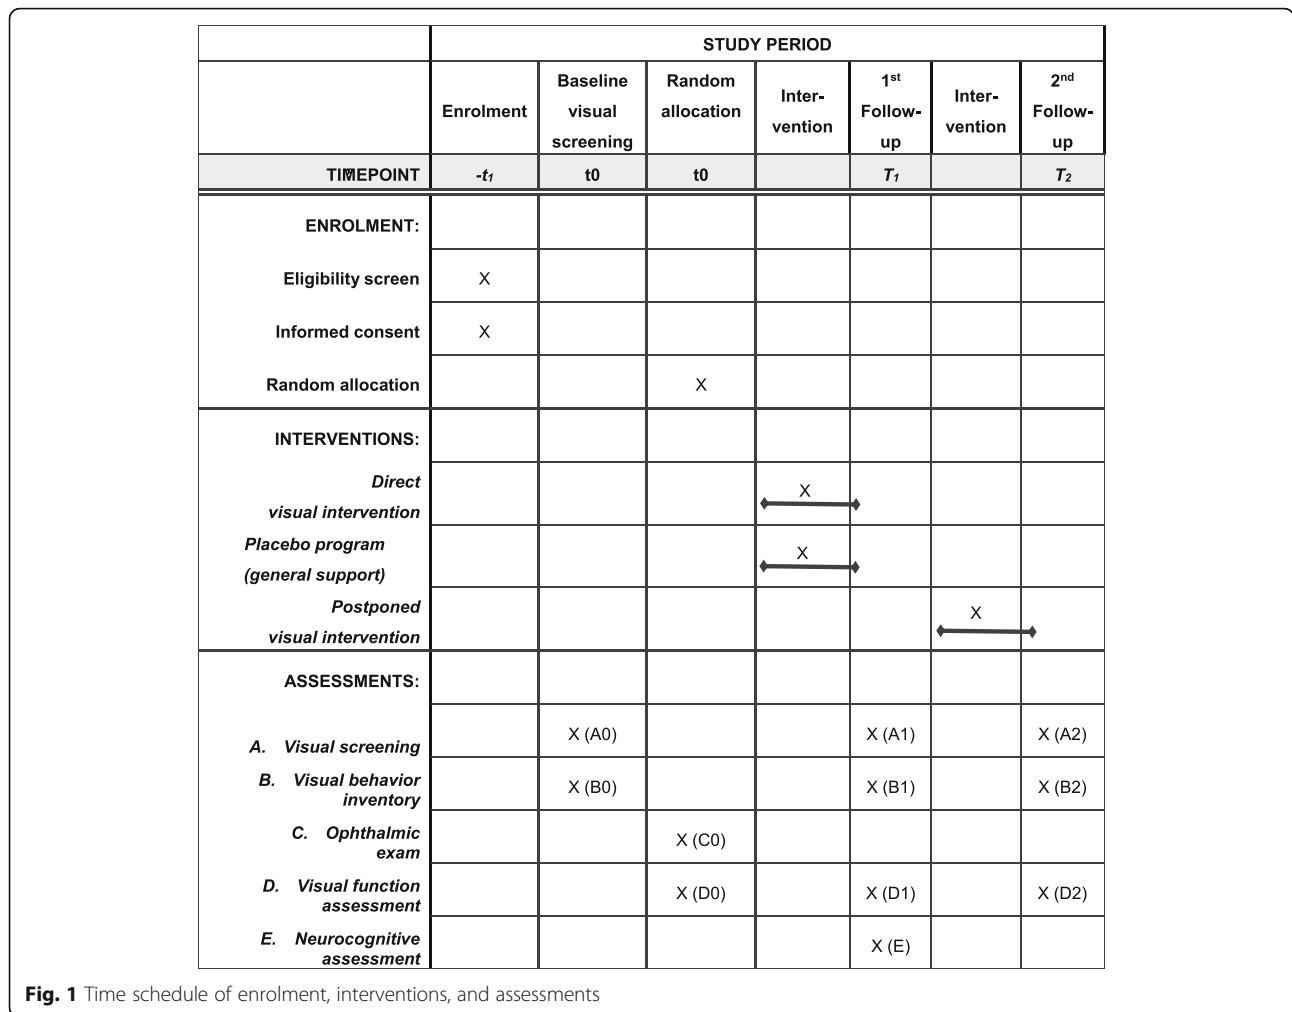 STUDY PERIOD
Enrolment
Baseline
visual
screening
Random
allocation
Inter-
vention
1st
Follow-
up
Inter-
vention
2nd
Follow-
up
TIMEPOINT -t1 t0 t0 T1 T2
ENROLMENT:
Eligibility screen X
Informed consent X
Random allocation X
INTERVENTIONS:
Direct
visual intervention X
Placebo program
(general support) X
Postponed
visual intervention X
ASSESSMENTS:
A. Visual screening X (A0) X (A1) X (A2)
B. Visual behavior
inventory X (B0) X (B1) X (B2)
C. Ophthalmic
exam X (C0)
D. Visual function
assessment X (D0) X (D1) X (D2)
E. Neurocognitive
assessment X (E)
Fig. 1 Time schedule of enrolment, interventions, and assessments